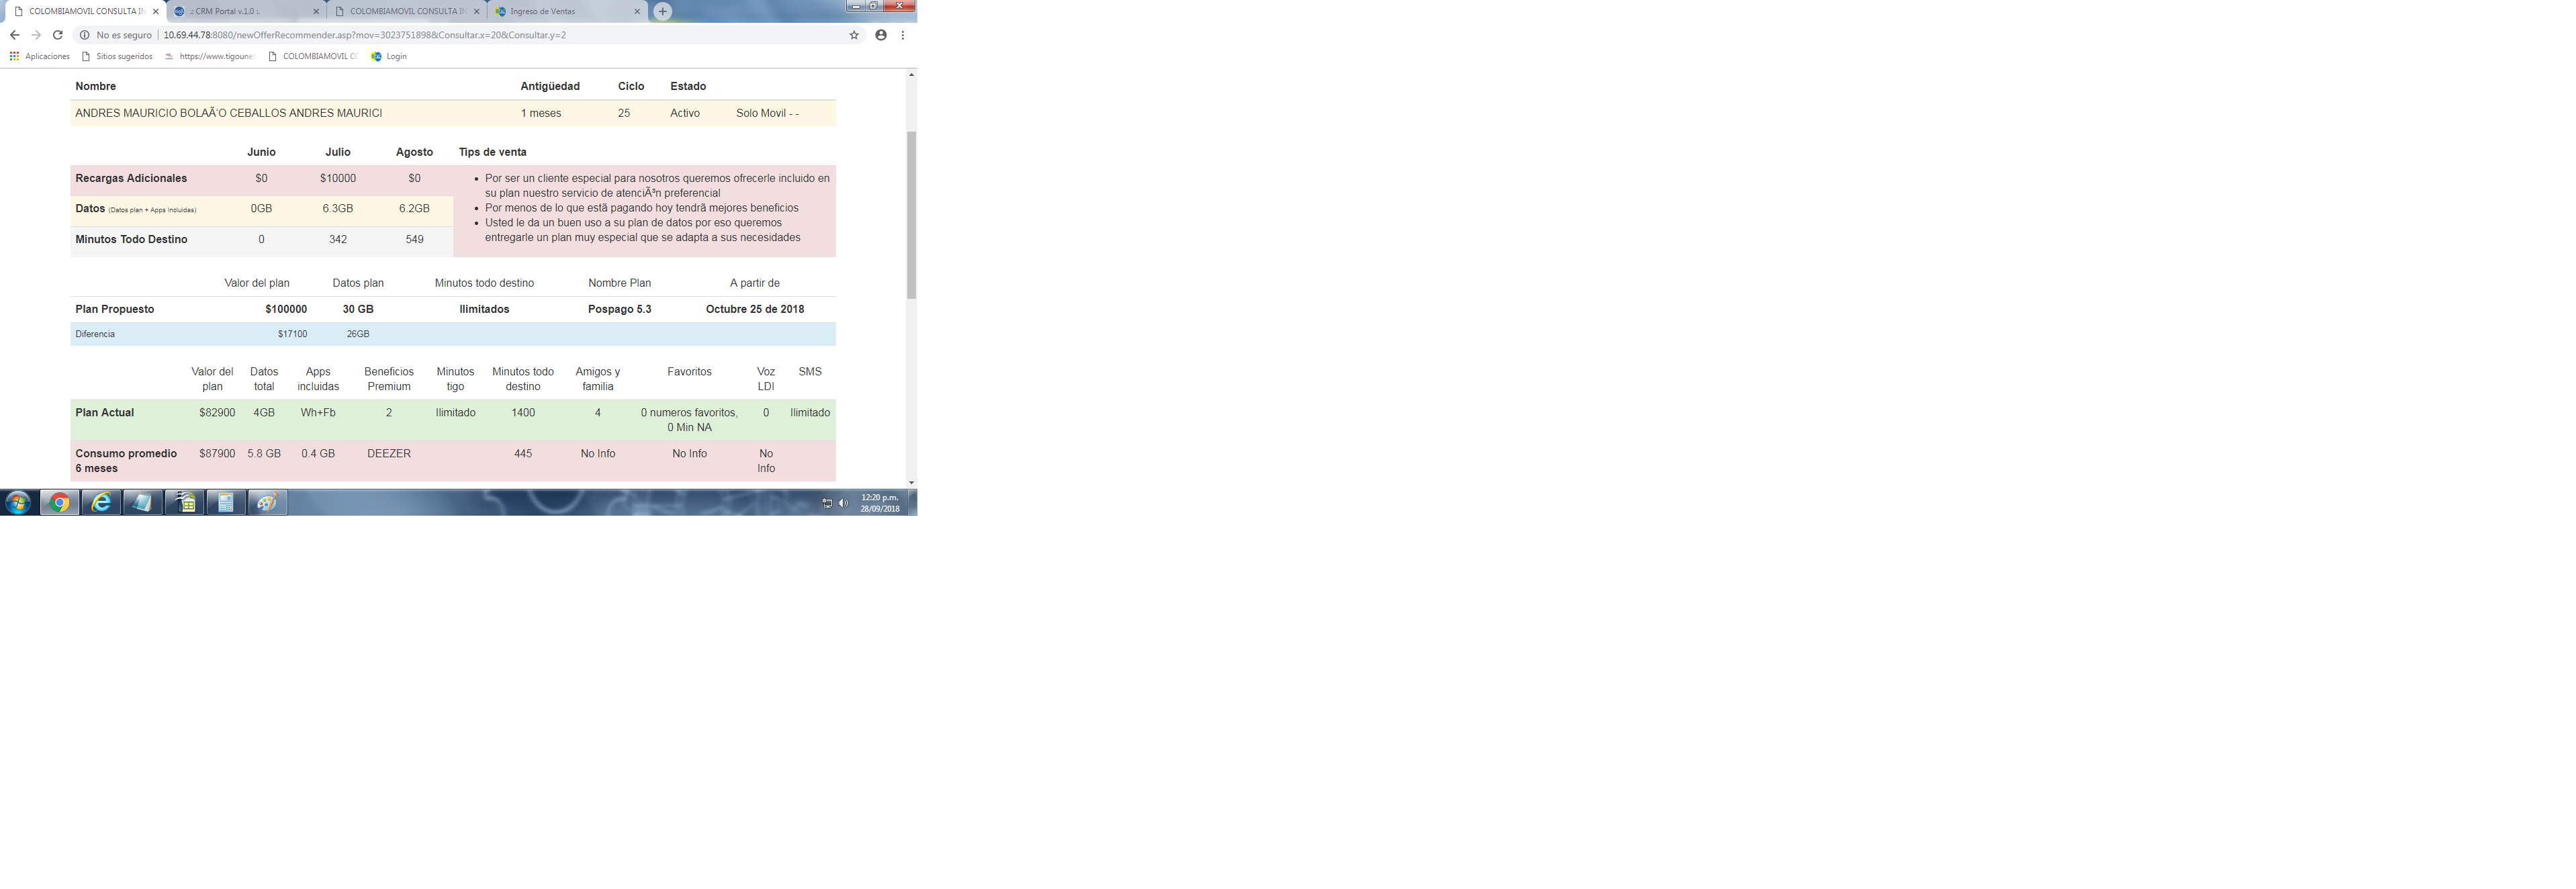 COLOMBIAMOVIL CONSULTA IN
.: CRM Portal v.1.0 :.
COLOMBIAMOVIL CONSULTA IN
Ingreso de Ventas
No es seguro | 10.69.44.78:8080/newOfferRecommender.asp?mov=3023751898&Consultar.x=20&Consultar.y=2
Aplicaciones Sitios sugeridos https://www.tigoune COLOMBIAMOVIL CO Login
Nombre Antigüedad Ciclo Estado
ANDRES MAURICIO BOLAÃ‘O CEBALLOS ANDRES MAURICI 1 meses 25 Activo Solo Movil - -
Junio Julio Agosto Tips de venta
Recargas Adicionales $0 $10000 $0
Datos (Datos plan + Apps Incluidas) 0GB 6.3GB 6.2GB
Minutos Todo Destino 0 342 549
• Por ser un cliente especial para nosotros queremos ofrecerle incluido en
su plan nuestro servicio de atenciÃ³n preferencial
• Por menos de lo que estã pagando hoy tendrã mejores beneficios
• Usted le da un buen uso a su plan de datos por eso queremos
entregarle un plan muy especial que se adapta a sus necesidades
Valor del plan Datos plan Minutos todo destino Nombre Plan A partir de
Plan Propuesto $100000 30 GB Ilimitados Pospago 5.3 Octubre 25 de 2018
Diferencia $17100 26GB
Valor del Datos Apps Beneficios Minutos Minutos todo Amigos y Favoritos Voz SMS
plan total incluidas Premium tigo destino familia LDI
Plan Actual $82900 4GB Wh+Fb 2 Ilimitado 1400 4 0 numeros favoritos, 0 Ilimitado
0 Min NA
Consumo promedio $87900 5.8 GB 0.4 GB DEEZER 445 No Info No Info No
6 meses Info
12:20 p.m.
28/09/2018